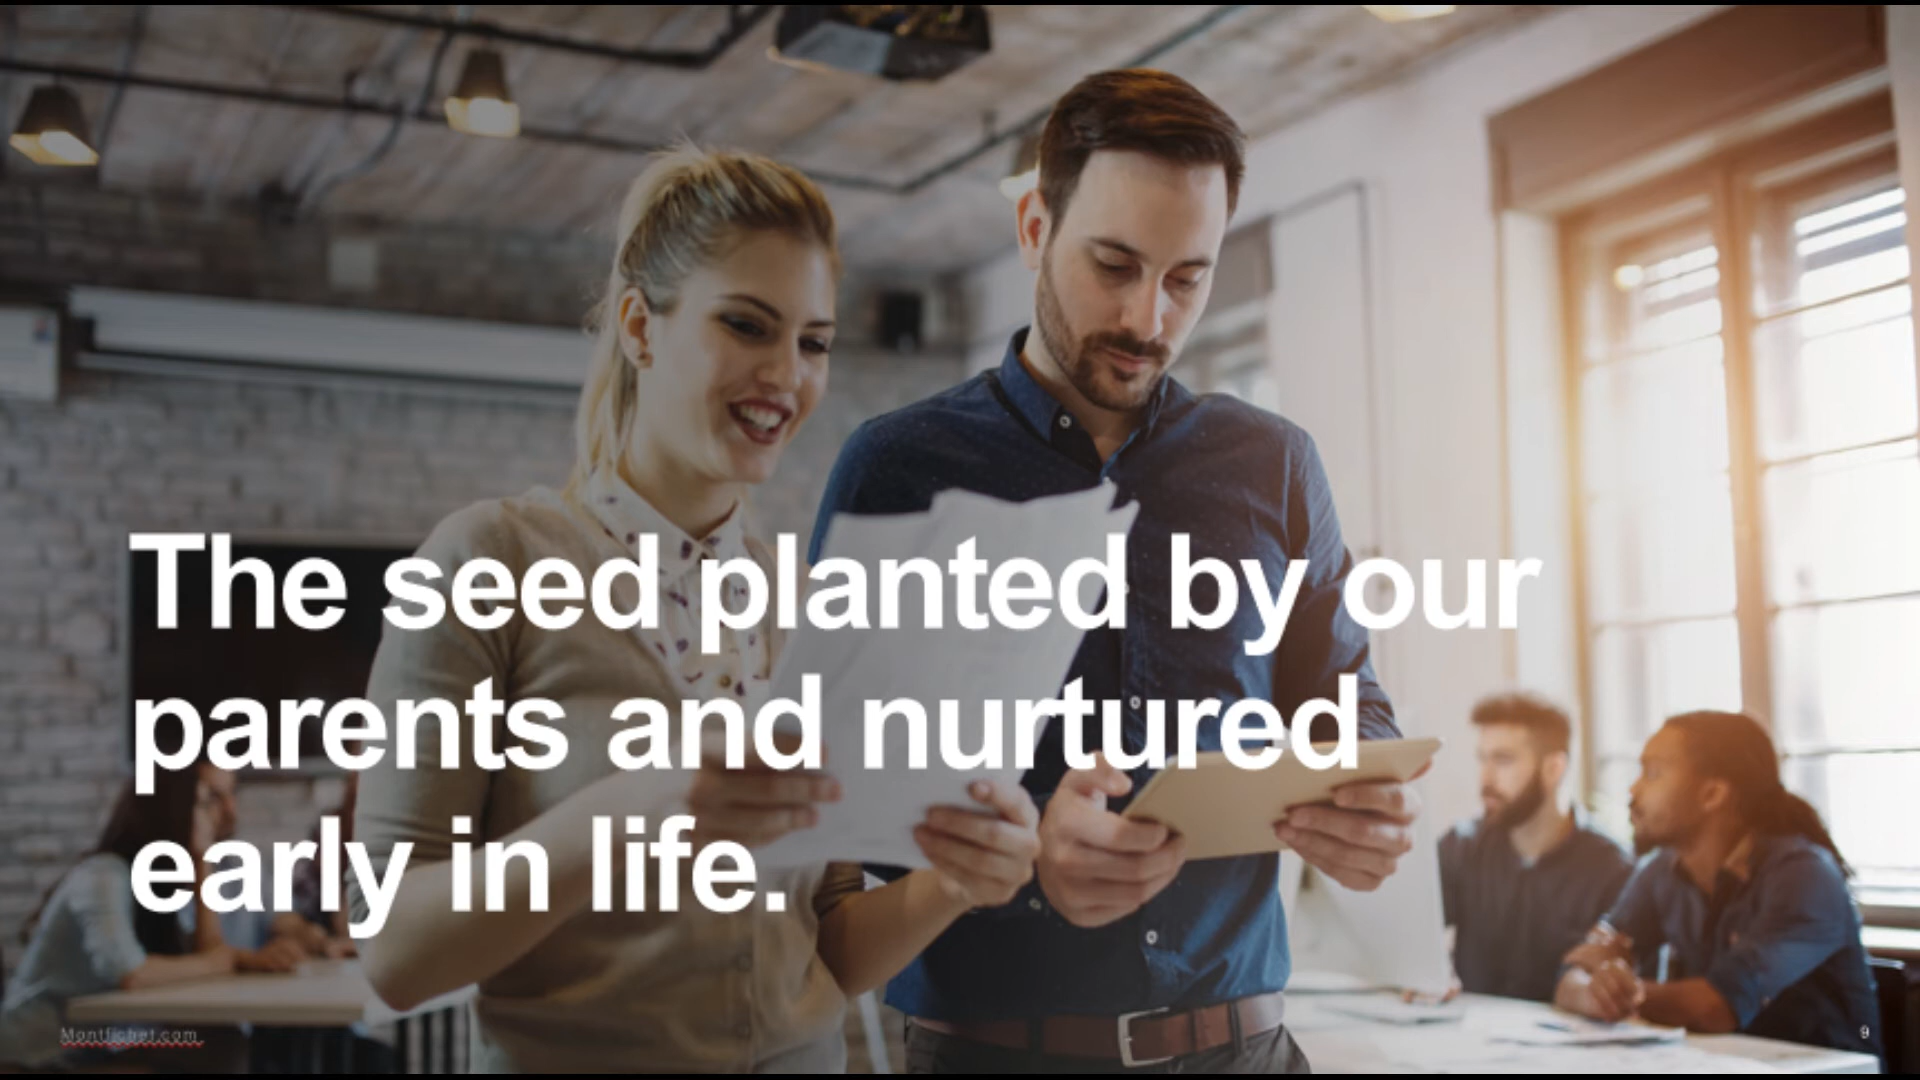 The seed planted by our
parents and nurtured
early in life.
Montfichet.com
9